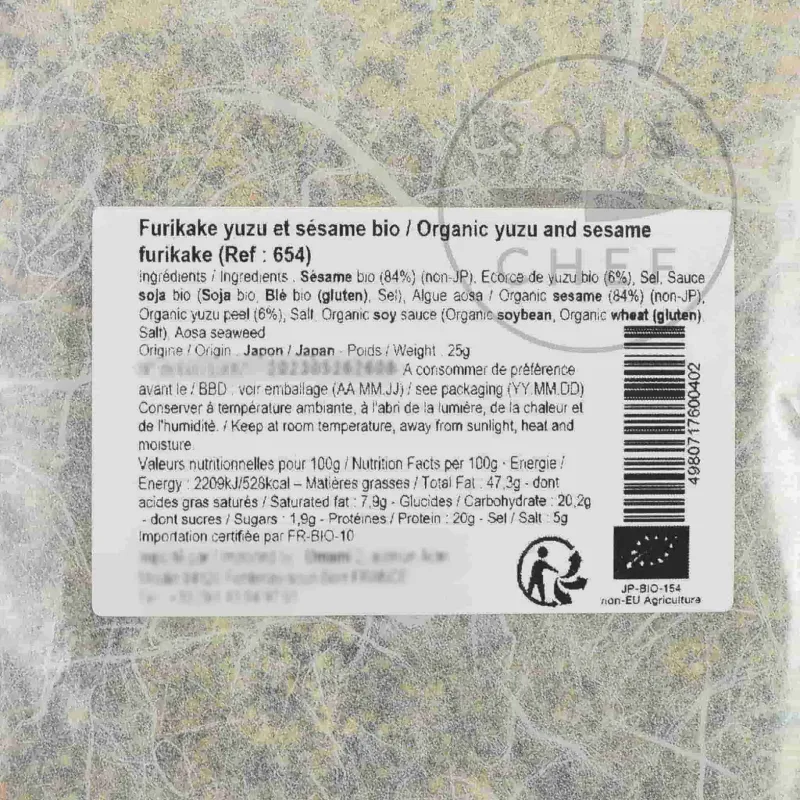 SOUS
CHEF
Furikake yuzu et sésame bio / Organic yuzu and sesame
furikake (Ref : 654)
Ingrédients / Ingredients : Sésame bio (84%) (non-JP), Ecorce de yuzu bio (6%), Sel, Sauce
soja bio (Soja bio, Blé bio (gluten), Sel), Algue aosa / Organic sesame (84%) (non-JP),
Organic yuzu peel (6%), Salt, Organic soy sauce (Organic soybean, Organic wheat (gluten),
Salt), Aosa seaweed
Origine / Origin : Japon / Japan - Poids / Weight : 25g
A consommer de préférence
avant le / BBD : voir emballage (AA.MM.JJ) / see packaging (YY.MM.DD)
Conserver à température ambiante, à l'abri de la lumière, de la chaleur et
de l'humidité. / Keep at room temperature, away from sunlight, heat and
moisture.
Valeurs nutritionnelles pour 100g / Nutrition Facts per 100g - Energie /
Energy : 2209kJ/528kcal – Matières grasses / Total Fat : 47,3g - dont
acides gras saturés / Saturated fat : 7,9g - Glucides / Carbohydrate : 20,2g
- dont sucres / Sugars : 1,9g - Protéines / Protein : 20g - Sel / Salt : 5g
Importation certifiée par FR-BIO-10
4980717600402
JP-BIO-154
non-EU Agriculture